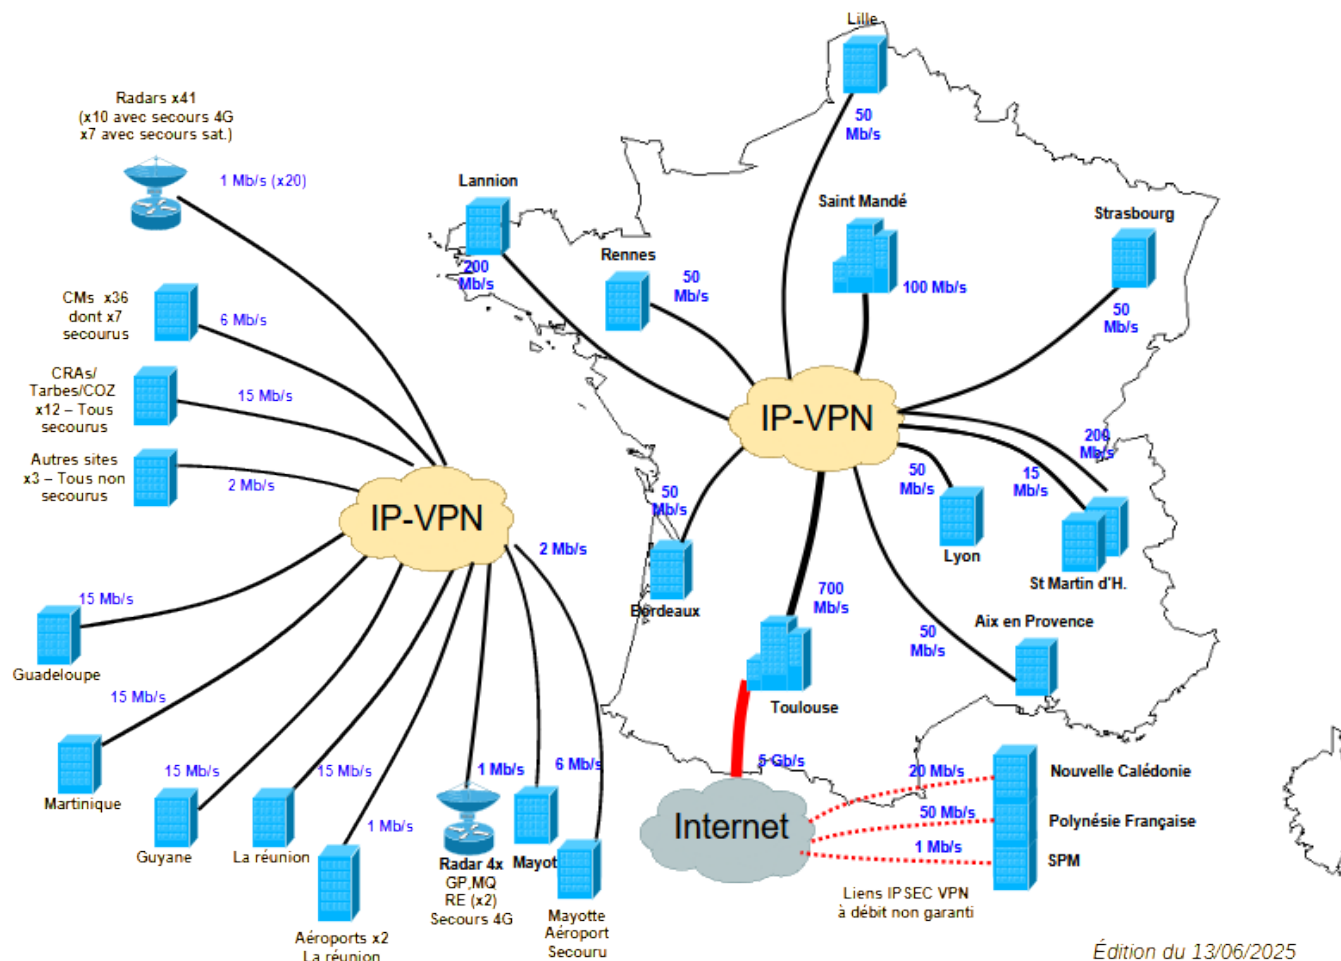 Lille
Radars x41
(x10 avec secours 4G
x7 avec secours sat.)
50
Mb/s
1 Mb/s (x20)
Lannion
Saint Mandé
Strasbourg
Rennes
200
Mb/s
50
Mb/s
100 Mb/s
50
Mb/s
CMs x36
dont x7
secourus
6 Mb/s
CRAs/
Tarbes/COZ
x12 – Tous
secourus
15 Mb/s
IP-VPN
200
Mb/s
Autres sites
x3 – Tous non
secourus
2 Mb/s
50
Mb/s
50
Mb/s
15
Mb/s
IP-VPN
2 Mb/s
Lyon
St Martin d'H.
Bordeaux
700
Mb/s
15 Mb/s
Aix en Provence
50
Mb/s
Guadeloupe
15 Mb/s
Toulouse
5 Gb/s
15 Mb/s
15 Mb/s
1 Mb/s
6 Mb/s
20 Mb/s
Nouvelle Calédonie
Martinique
1 Mb/s
Internet
50 Mb/s
Polynésie Française
Guyane
La réunion
Radar 4x
GP,MQ
RE (x2)
Secours 4G
Mayot
1 Mb/s
SPM
Liens IPSEC VPN
à débit non garanti
Mayotte
Aéroport
Secouru
Aéroports x2
La réunion
Édition du 13/06/2025